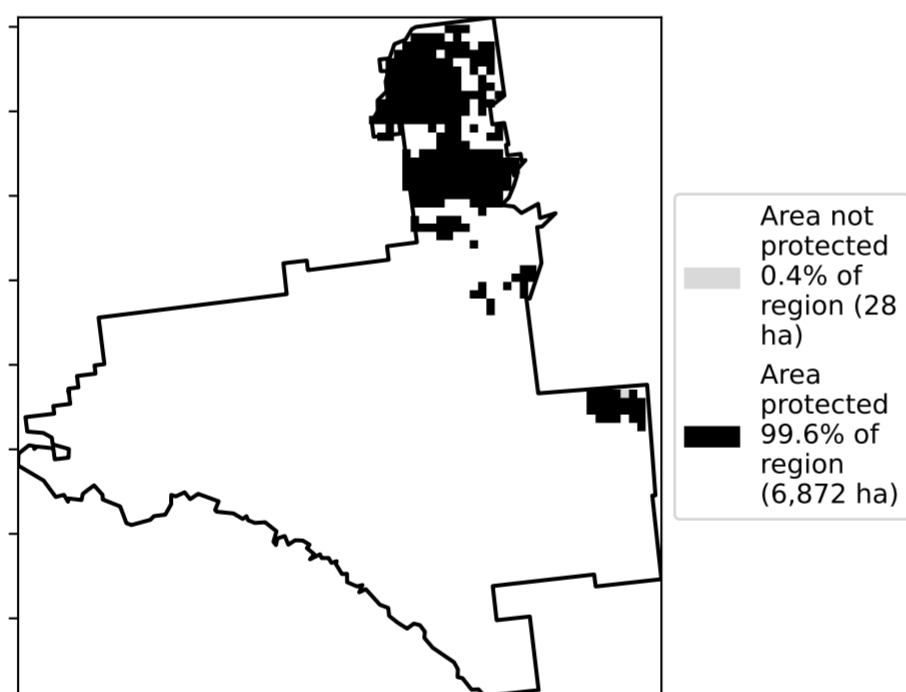 Area not
protected
0.4% of
region (28
ha)
Area
protected
99.6% of
region
(6,872 ha)